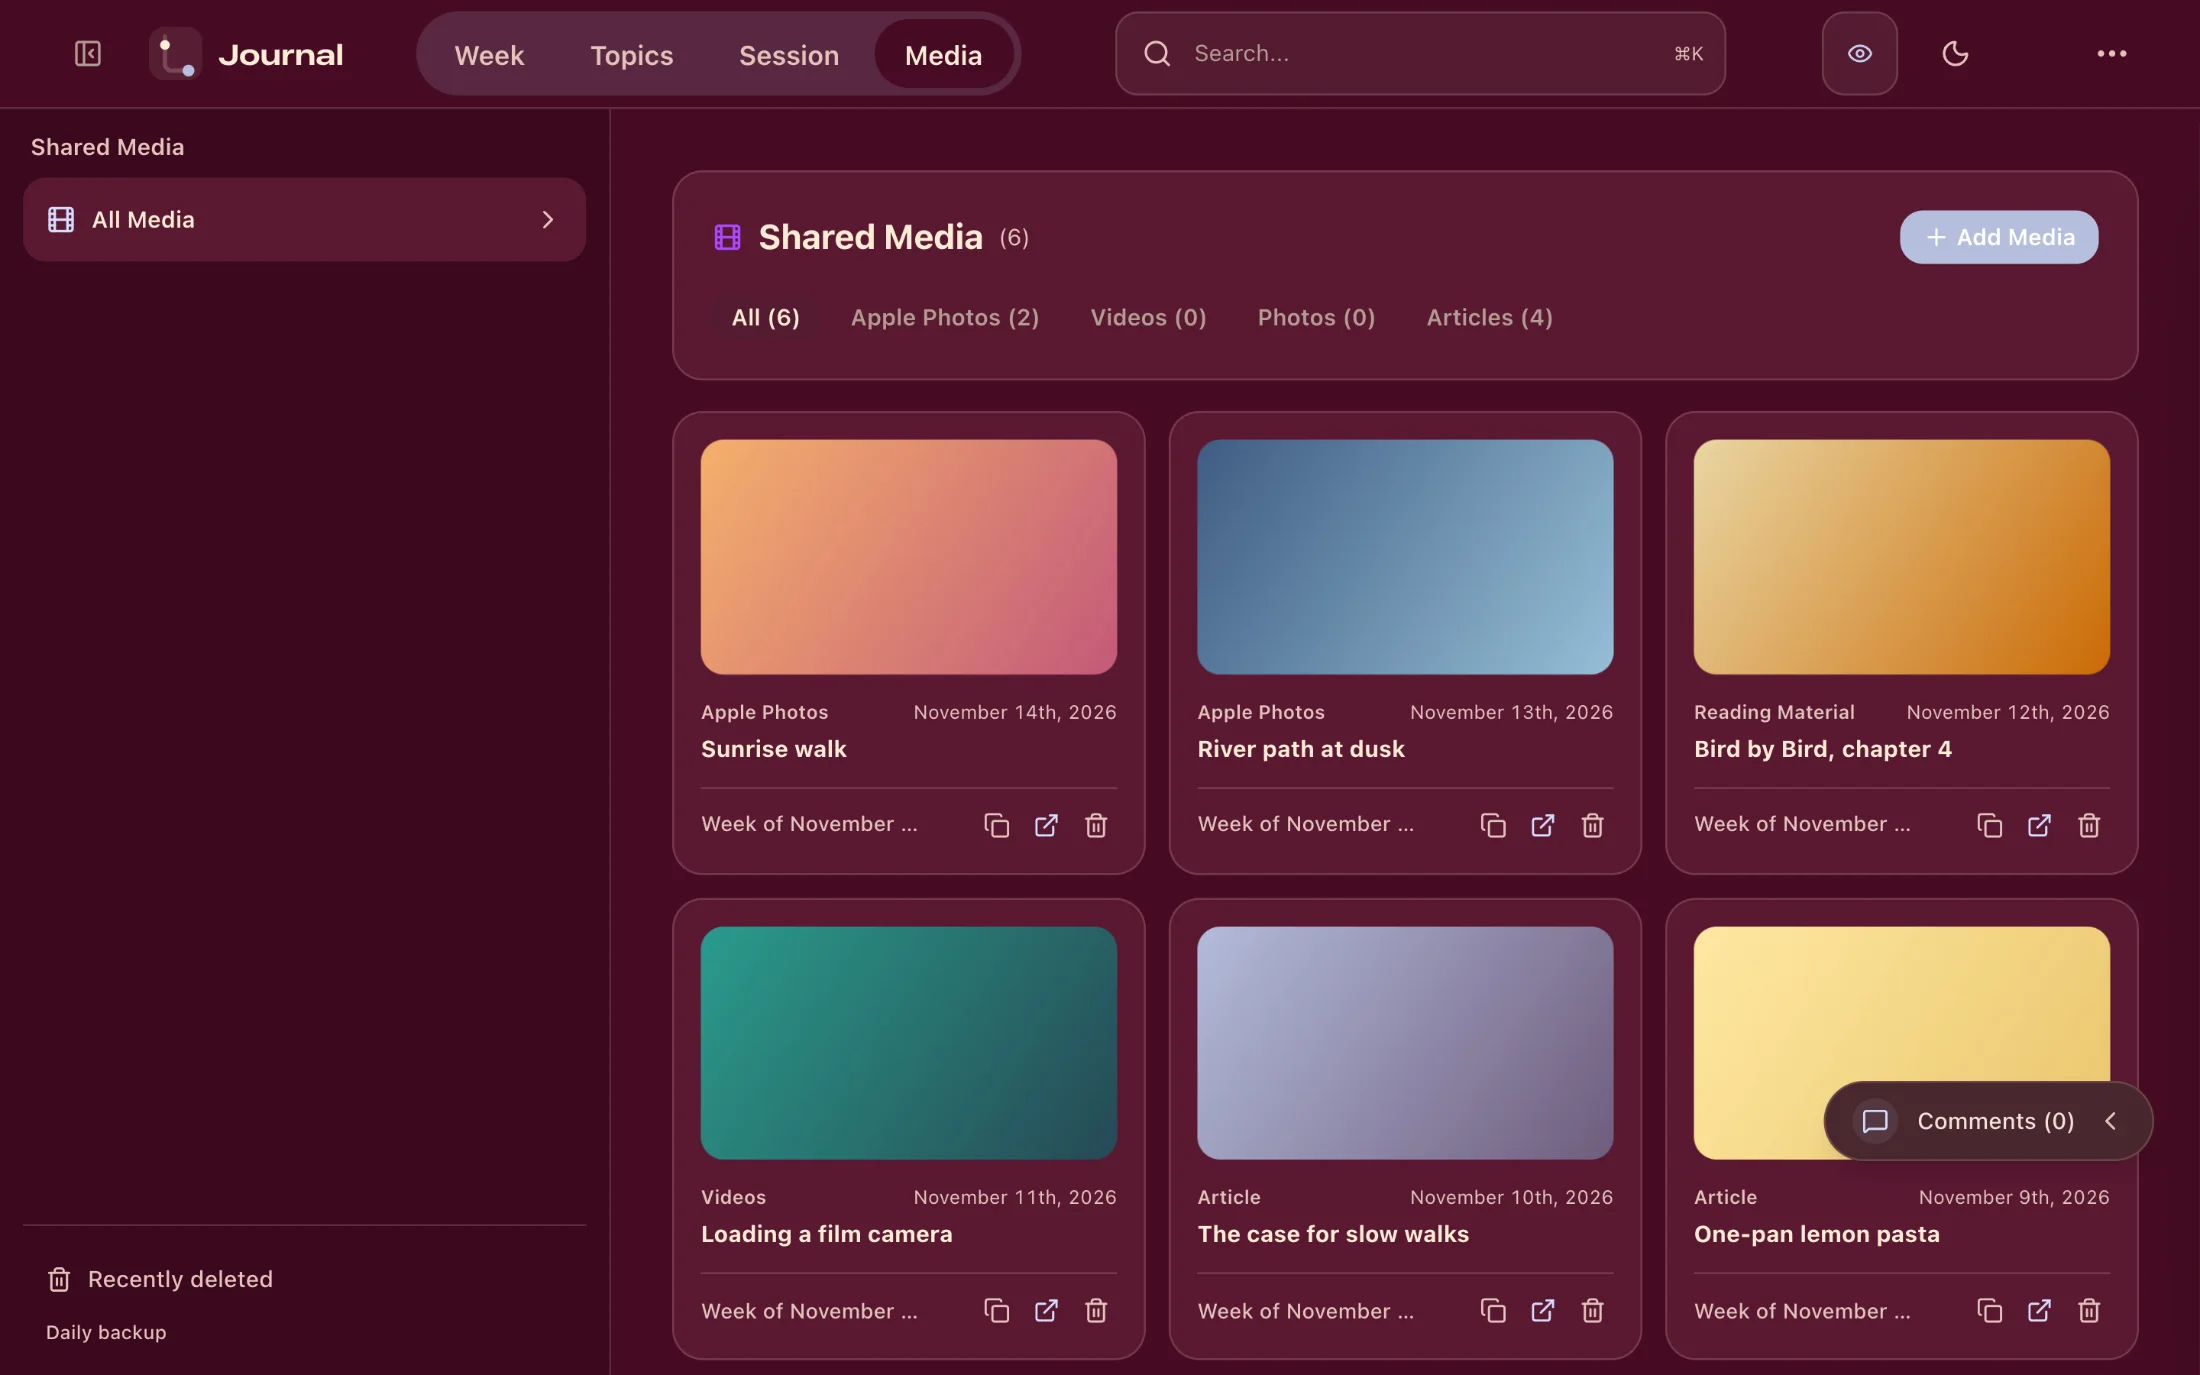 Journal
Week
Topics
Session
Media
Search...
⌘K
Shared Media
All Media
Shared Media (6)
+ Add Media
All (6)
Apple Photos (2)
Videos (0)
Photos (0)
Articles (4)
Apple Photos
November 14th, 2026
Sunrise walk
Week of November ...
Apple Photos
November 13th, 2026
River path at dusk
Week of November ...
Reading Material
November 12th, 2026
Bird by Bird, chapter 4
Week of November ...
Videos
November 11th, 2026
Loading a film camera
Week of November ...
Article
November 10th, 2026
The case for slow walks
Week of November ...
Comments (0)
Article
November 9th, 2026
One-pan lemon pasta
Week of November ...
Recently deleted
Daily backup